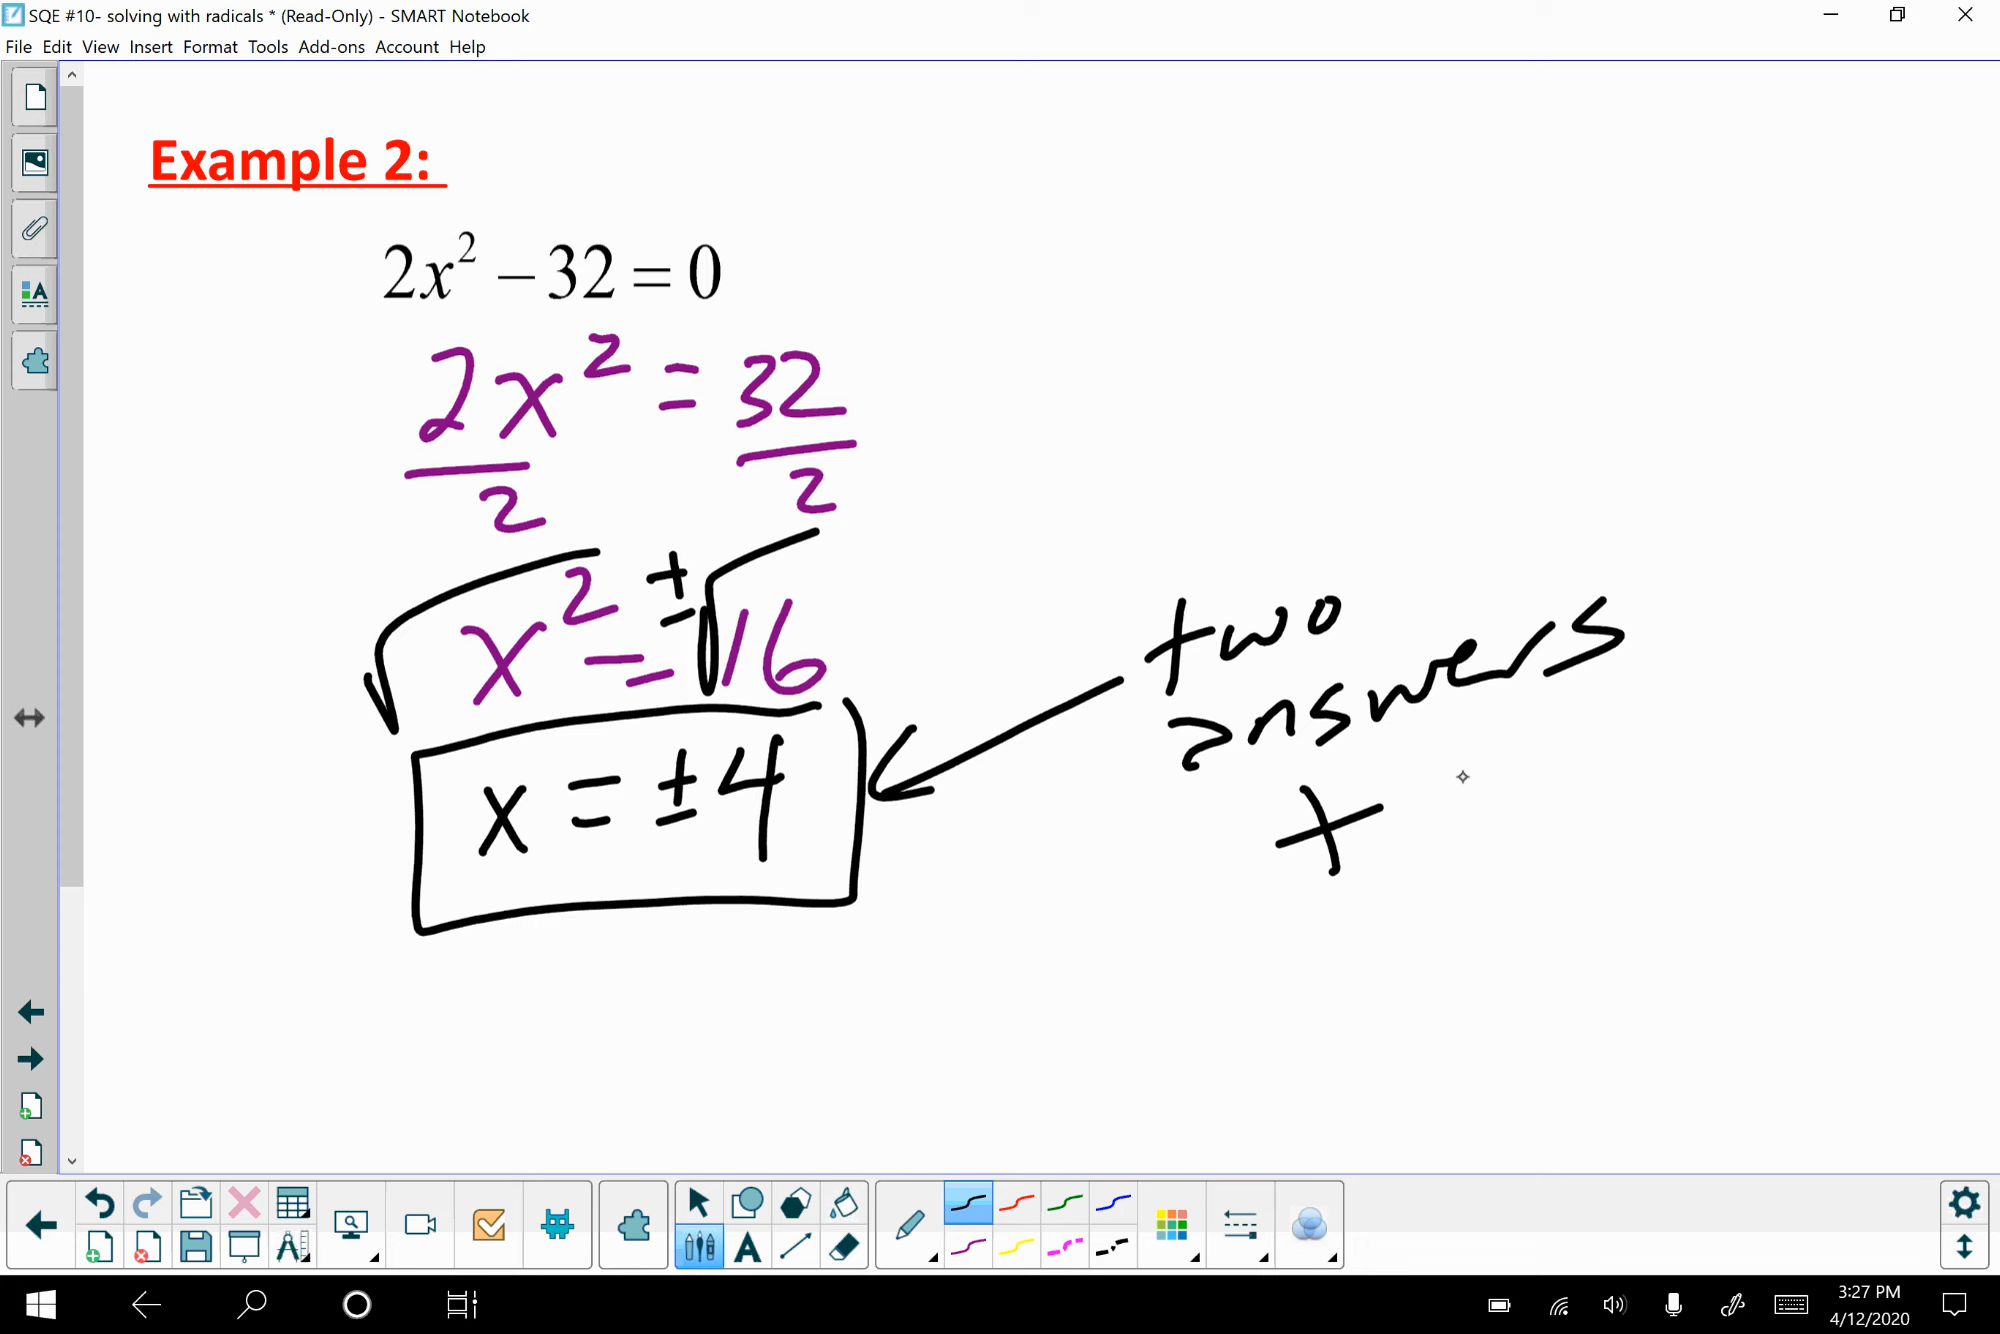 SQE #10- solving with radicals * (Read-Only) - SMART Notebook
File Edit View Insert Format Tools Add-ons Account Help
Example 2:
2x² – 32 = 0
2x² = 32
2 2
√x² = ±√16
x = ±4
two
answers
+
3:27 PM
4/12/2020